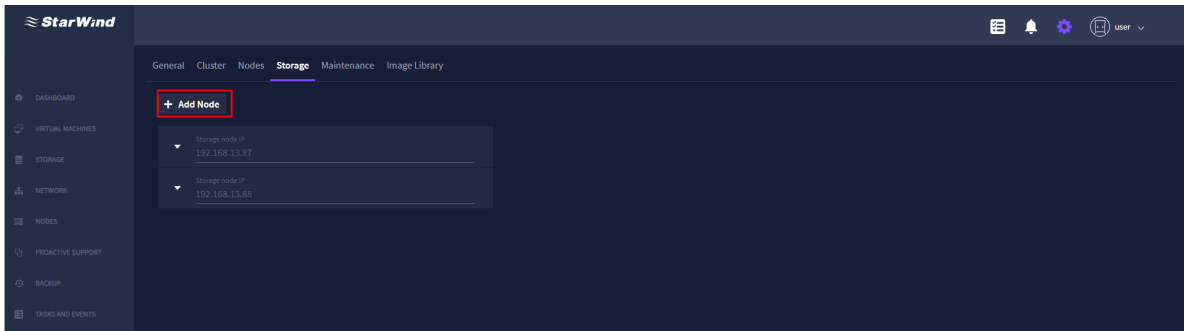 StarWind
user
General Cluster Nodes Storage Maintenance Image Library
+ Add Node
DASHBOARD
VIRTUAL MACHINES
STORAGE
NETWORK
NODES
PROACTIVE SUPPORT
BACKUP
TASKS AND EVENTS
Storage node IP
192.168.13.87
Storage node IP
192.168.13.88